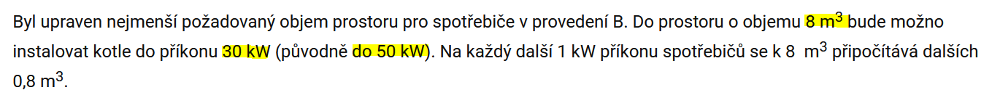 Byl upraven nejmenší požadovaný objem prostoru pro spotřebiče v provedení B. Do prostoru o objemu 8 m³ bude možno
instalovat kotle do příkonu 30 kW (původně do 50 kW). Na každý další 1 kW příkonu spotřebičů se k 8 m³ připočítává dalších
0,8 m³.